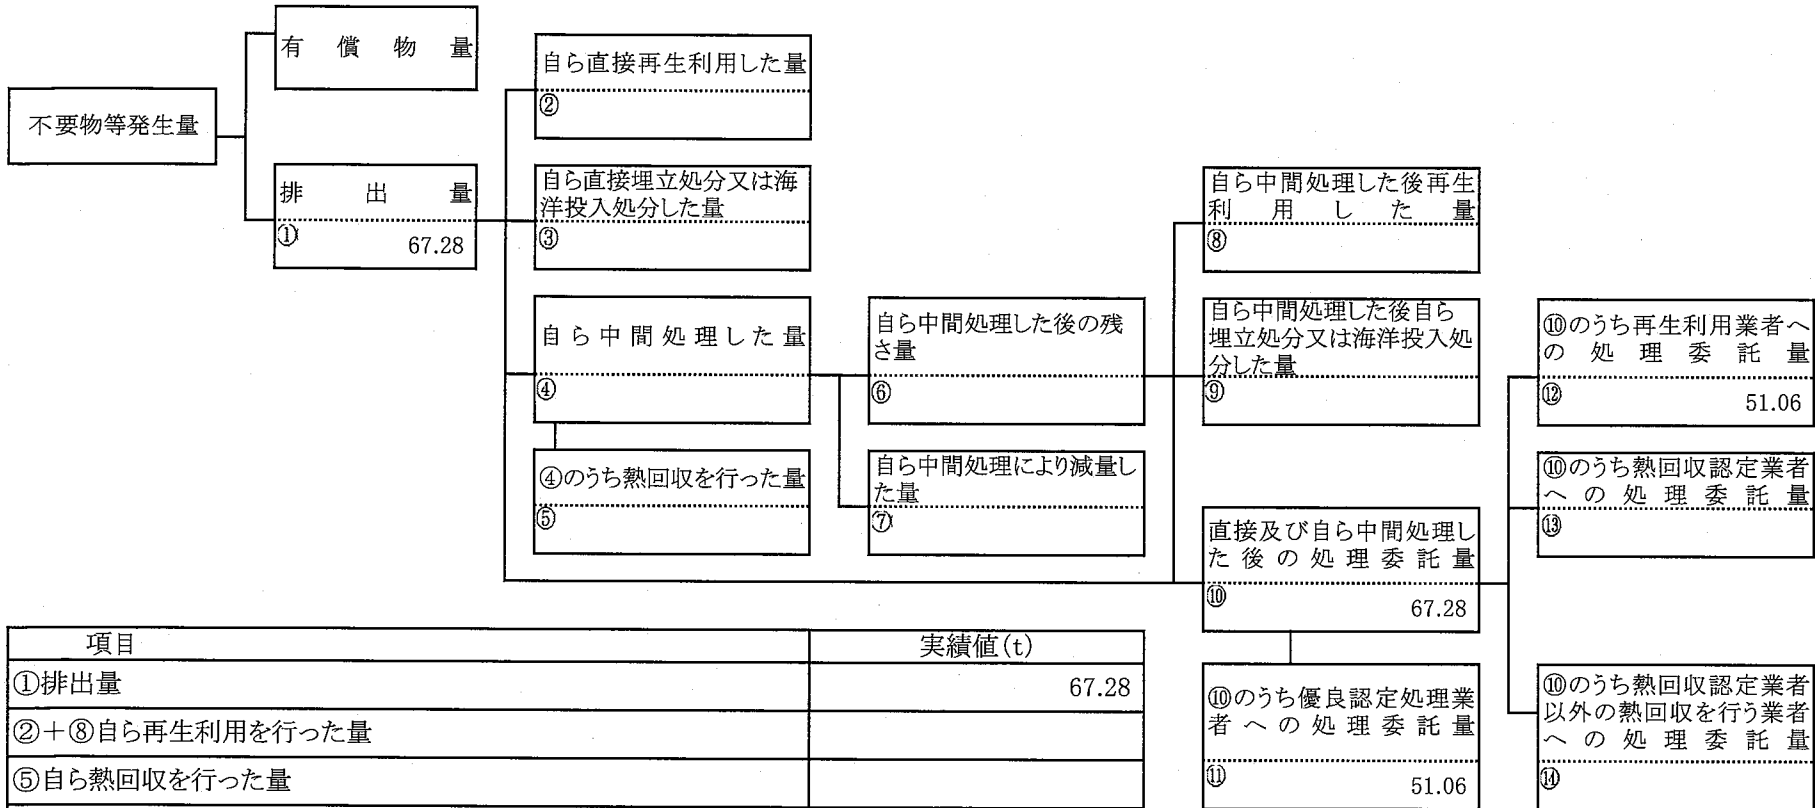 不要物等発生量
有償物量
排出量
① 67.28
自ら直接再生利用した量
②
自ら直接埋立処分又は海
洋投入処分した量
③
自ら中間処理した量
④
④のうち熱回収を行った量
⑤
自ら中間処理した後の残
さ量
⑥
自ら中間処理により減量し
た量
⑦
自ら中間処理した後再生
利用した量
⑧
自ら中間処理した後自ら
埋立処分又は海洋投入処
分した量
⑨
直接及び自ら中間処理し
た後の処理委託量
⑩ 67.28
⑩のうち優良認定処理業
者への処理委託量
⑪ 51.06
⑩のうち再生利用業者へ
の処理委託量
⑫ 51.06
⑩のうち熱回収認定業者
への処理委託量
⑬
⑩のうち熱回収認定業者
以外の熱回収を行う業者
への処理委託量
⑭
項目 実績値(t)
①排出量 67.28
②+⑧自ら再生利用を行った量
⑤自ら熱回収を行った量